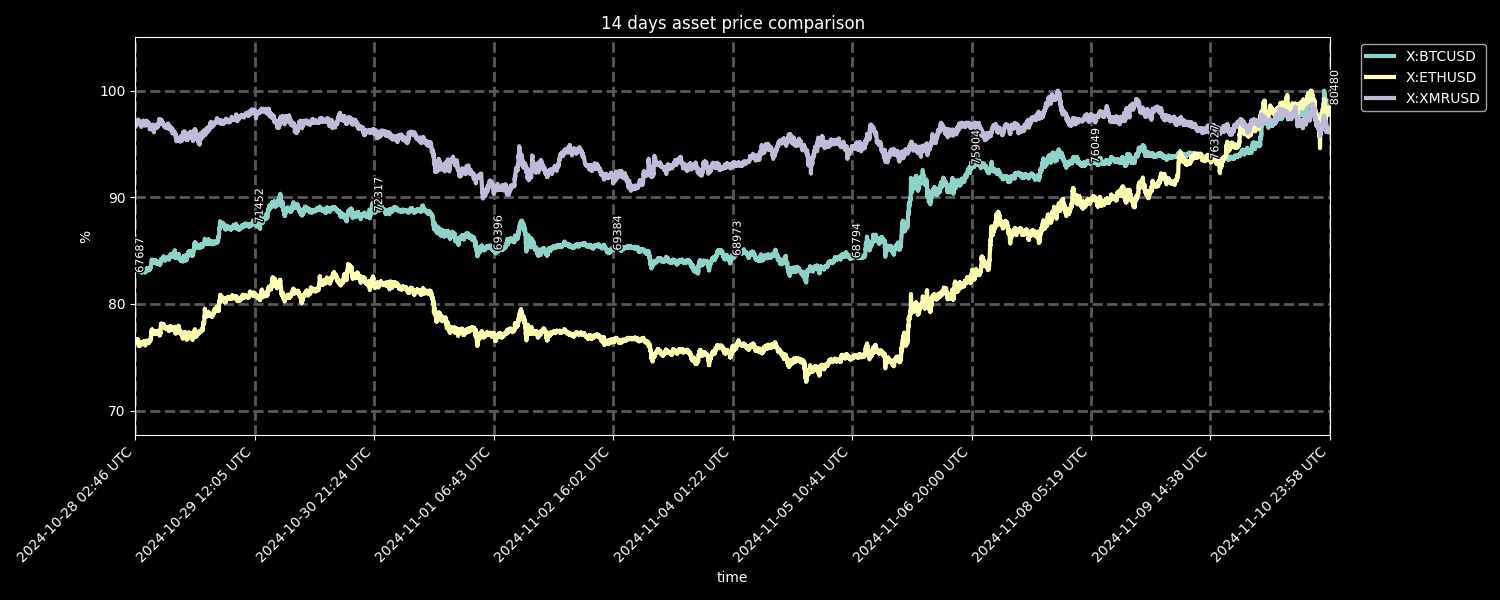 14 days asset price comparison
X:BTCUSD
X:ETHUSD
X:XMRUSD
%
100
90
80
70
67687
71452
72317
69396
69384
68973
68794
75904
76049
76327
80480
2024-10-28 02:46 UTC
2024-10-29 12:05 UTC
2024-10-30 21:24 UTC
2024-11-01 06:43 UTC
2024-11-02 16:02 UTC
2024-11-04 01:22 UTC
2024-11-05 10:41 UTC
2024-11-06 20:00 UTC
2024-11-08 05:19 UTC
2024-11-09 14:38 UTC
2024-11-10 23:58 UTC
time